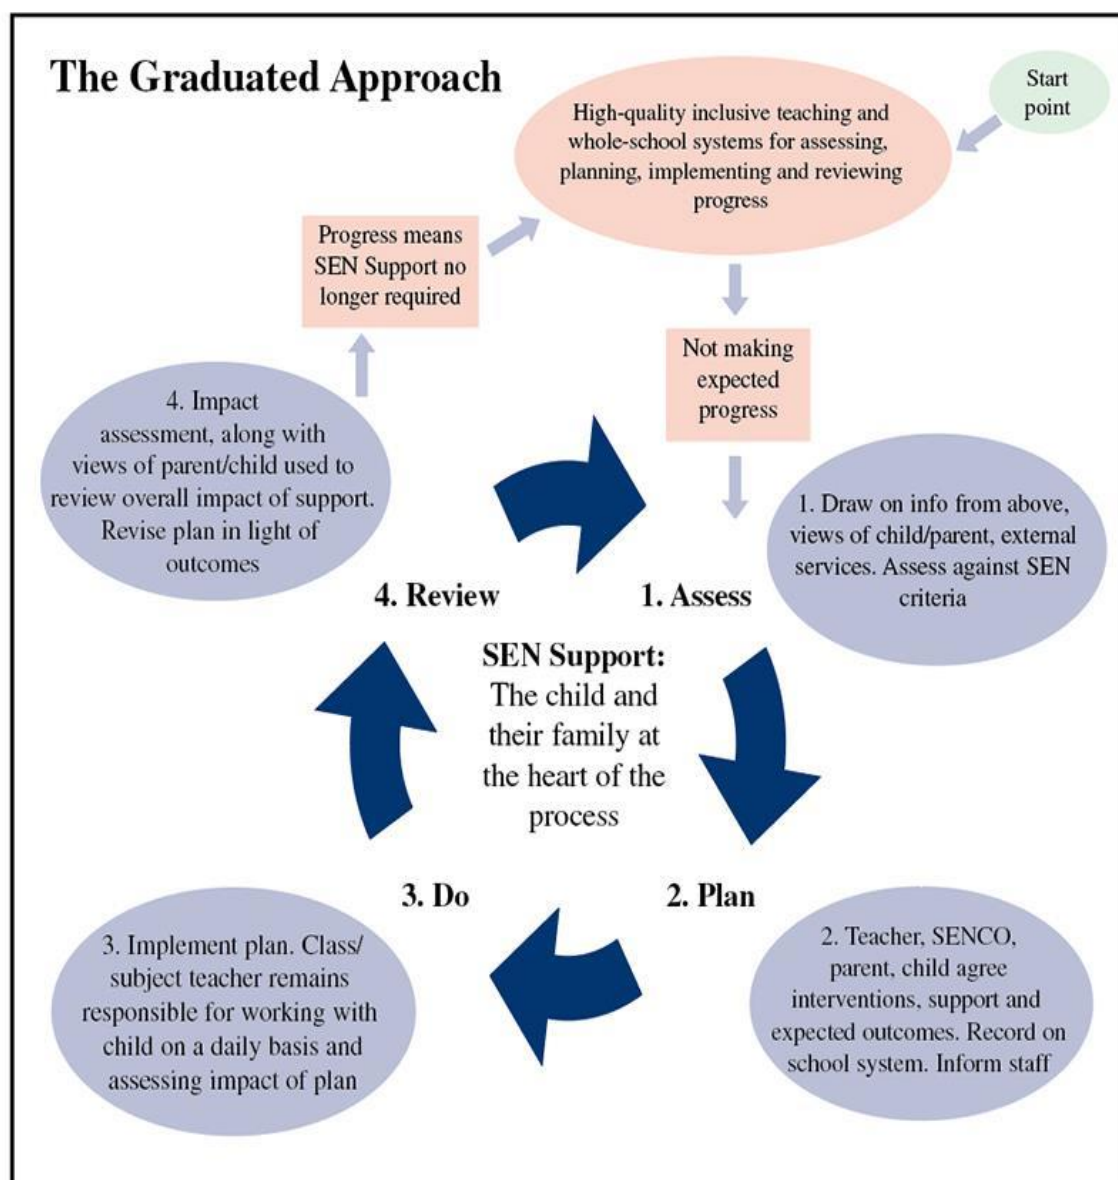 The Graduated Approach
Start
point
High-quality inclusive teaching and
whole-school systems for assessing,
planning, implementing and reviewing
progress
Progress means
SEN Support no
longer required
Not making
expected
progress
4. Impact
assessment, along with
views of parent/child used to
review overall impact of support.
Revise plan in light of
outcomes
1. Draw on info from above,
views of child/parent, external
services. Assess against SEN
criteria
4. Review
1. Assess
SEN Support:
The child and
their family at
the heart of the
process
3. Do
2. Plan
3. Implement plan. Class/
subject teacher remains
responsible for working with
child on a daily basis and
assessing impact of plan
2. Teacher, SENCO,
parent, child agree
interventions, support and
expected outcomes. Record on
school system. Inform staff